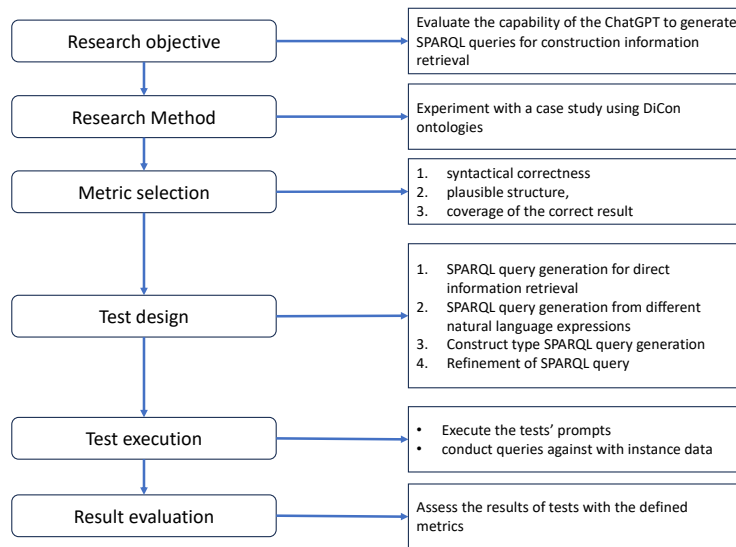 Research objective
Evaluate the capability of the ChatGPT to generate
SPARQL queries for construction information
retrieval
Research Method
Experiment with a case study using DiCon
ontologies
Metric selection
1. syntactical correctness
2. plausible structure,
3. coverage of the correct result
Test design
1. SPARQL query generation for direct
information retrieval
2. SPARQL query generation from different
natural language expressions
3. Construct type SPARQL query generation
4. Refinement of SPARQL query
Test execution
• Execute the tests’ prompts
• conduct queries against with instance data
Result evaluation
Assess the results of tests with the defined
metrics